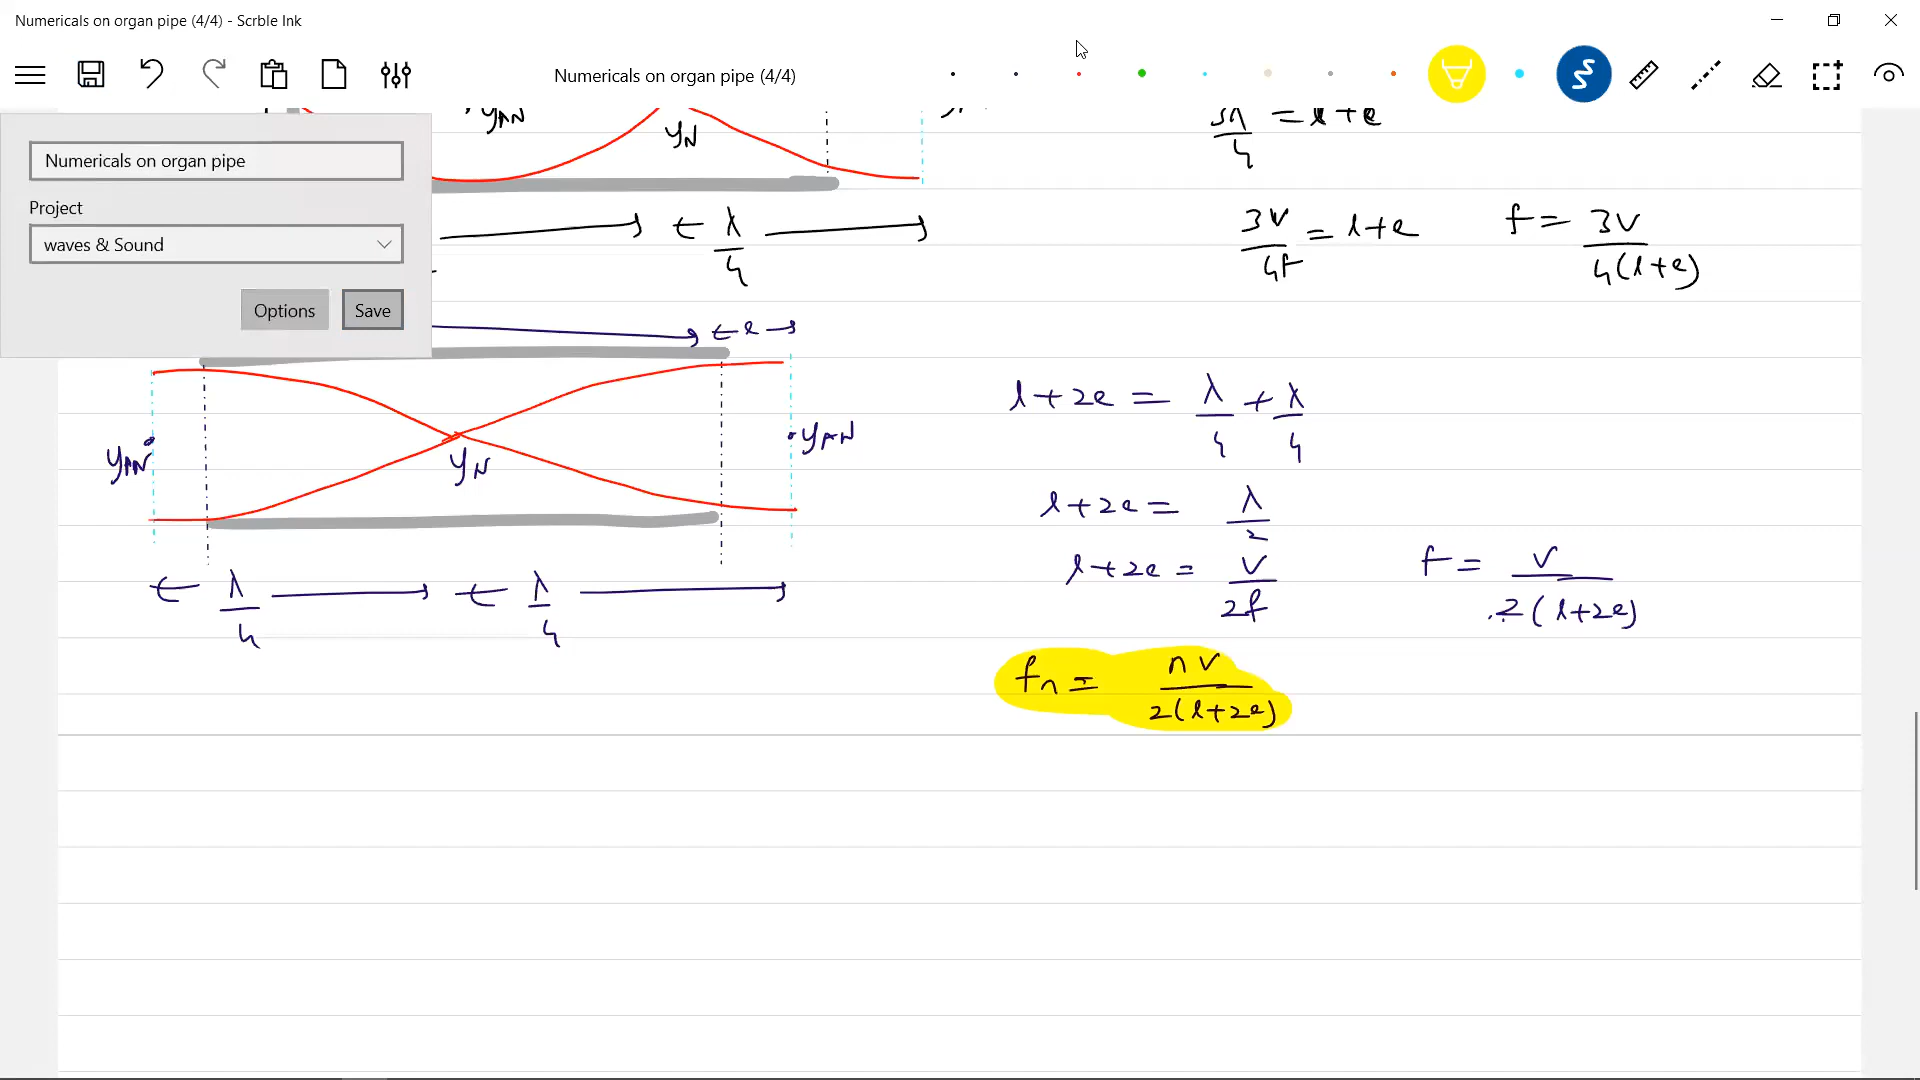 Numericals on organ pipe (4/4) - Scrble Ink
Numericals on organ pipe (4/4)
Numericals on organ pipe
Project
waves & Sound
Options Save
yAN
yN
3λ/4 = l+e
λ/4
3v/4f = l+e f = 3v/4(l+e)
e
yAN yN yAN
l+2e = λ/4 + λ/4
l+2e = λ/2
λ/4 λ/4
l+2e = v/2f f = v/2(l+2e)
fn = nv/2(l+2e)